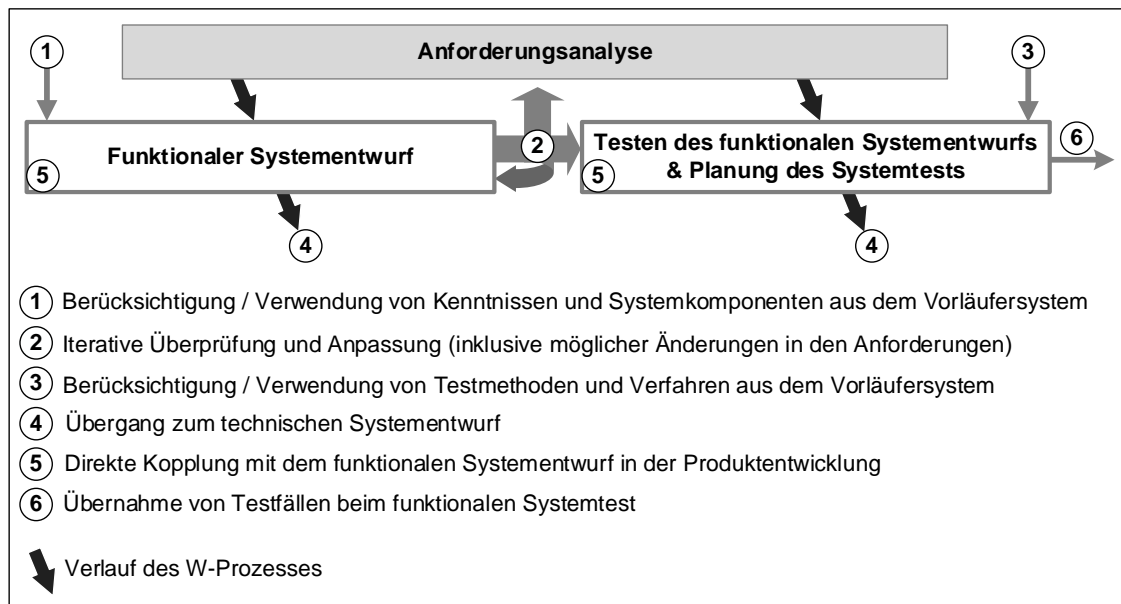 Anforderungsanalyse
1
3
Funktionaler Systementwurf
5
2
Testen des funktionalen Systementwurfs
& Planung des Systemtests
5
6
4
4
1 Berücksichtigung / Verwendung von Kenntnissen und Systemkomponenten aus dem Vorläufersystem
2 Iterative Überprüfung und Anpassung (inklusive möglicher Änderungen in den Anforderungen)
3 Berücksichtigung / Verwendung von Testmethoden und Verfahren aus dem Vorläufersystem
4 Übergang zum technischen Systementwurf
5 Direkte Kopplung mit dem funktionalen Systementwurf in der Produktentwicklung
6 Übernahme von Testfällen beim funktionalen Systemtest
Verlauf des W-Prozesses